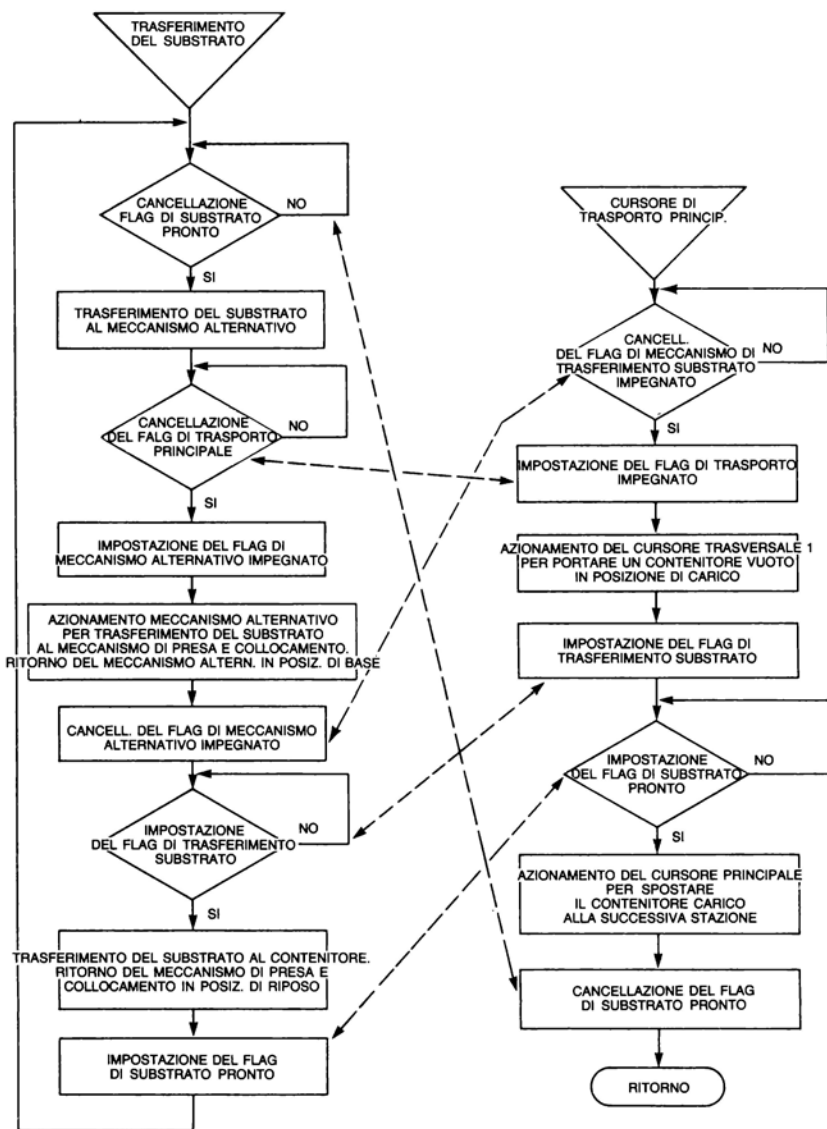 TRASFERIMENTO
DEL SUBSTRATO
CANCELLAZIONE
FLAG DI SUBSTRATO
PRONTO
NO
SI
TRASFERIMENTO DEL SUBSTRATO
AL MECCANISMO ALTERNATIVO
CANCELLAZIONE
DEL FALG DI TRASPORTO
PRINCIPALE
NO
SI
IMPOSTAZIONE DEL FLAG DI
MECCANISMO ALTERNATIVO IMPEGNATO
AZIONAMENTO MECCANISMO ALTERNATIVO
PER TRASFERIMENTO DEL SUBSTRATO
AL MECCANISMO DI PRESA E COLLOCAMENTO.
RITORNO DEL MECCANISMO ALTERN. IN POSIZ. DI BASE
CANCELL. DEL FLAG DI MECCANISMO
ALTERNATIVO IMPEGNATO
IMPOSTAZIONE
DEL FLAG DI TRASFERIMENTO
SUBSTRATO
NO
SI
TRASFERIMENTO DEL SUBSTRATO AL CONTENITORE.
RITORNO DEL MECCANISMO DI PRESA E
COLLOCAMENTO IN POSIZ. DI RIPOSO
IMPOSTAZIONE DEL FLAG
DI SUBSTRATO PRONTO
CURSORE DI
TRASPORTO PRINCIP.
CANCELL.
DEL FLAG DI MECCANISMO DI
TRASFERIMENTO SUBSTRATO
IMPEGNATO
NO
SI
IMPOSTAZIONE DEL FLAG DI TRASPORTO
IMPEGNATO
AZIONAMENTO DEL CURSORE TRASVERSALE 1
PER PORTARE UN CONTENITORE VUOTO
IN POSIZIONE DI CARICO
IMPOSTAZIONE DEL FLAG DI
TRASFERIMENTO SUBSTRATO
IMPOSTAZIONE
DEL FLAG DI SUBSTRATO
PRONTO
NO
SI
AZIONAMENTO DEL CURSORE PRINCIPALE
PER SPOSTARE
IL CONTENITORE CARICO
ALLA SUCCESSIVA STAZIONE
CANCELLAZIONE DEL FLAG
DI SUBSTRATO PRONTO
RITORNO